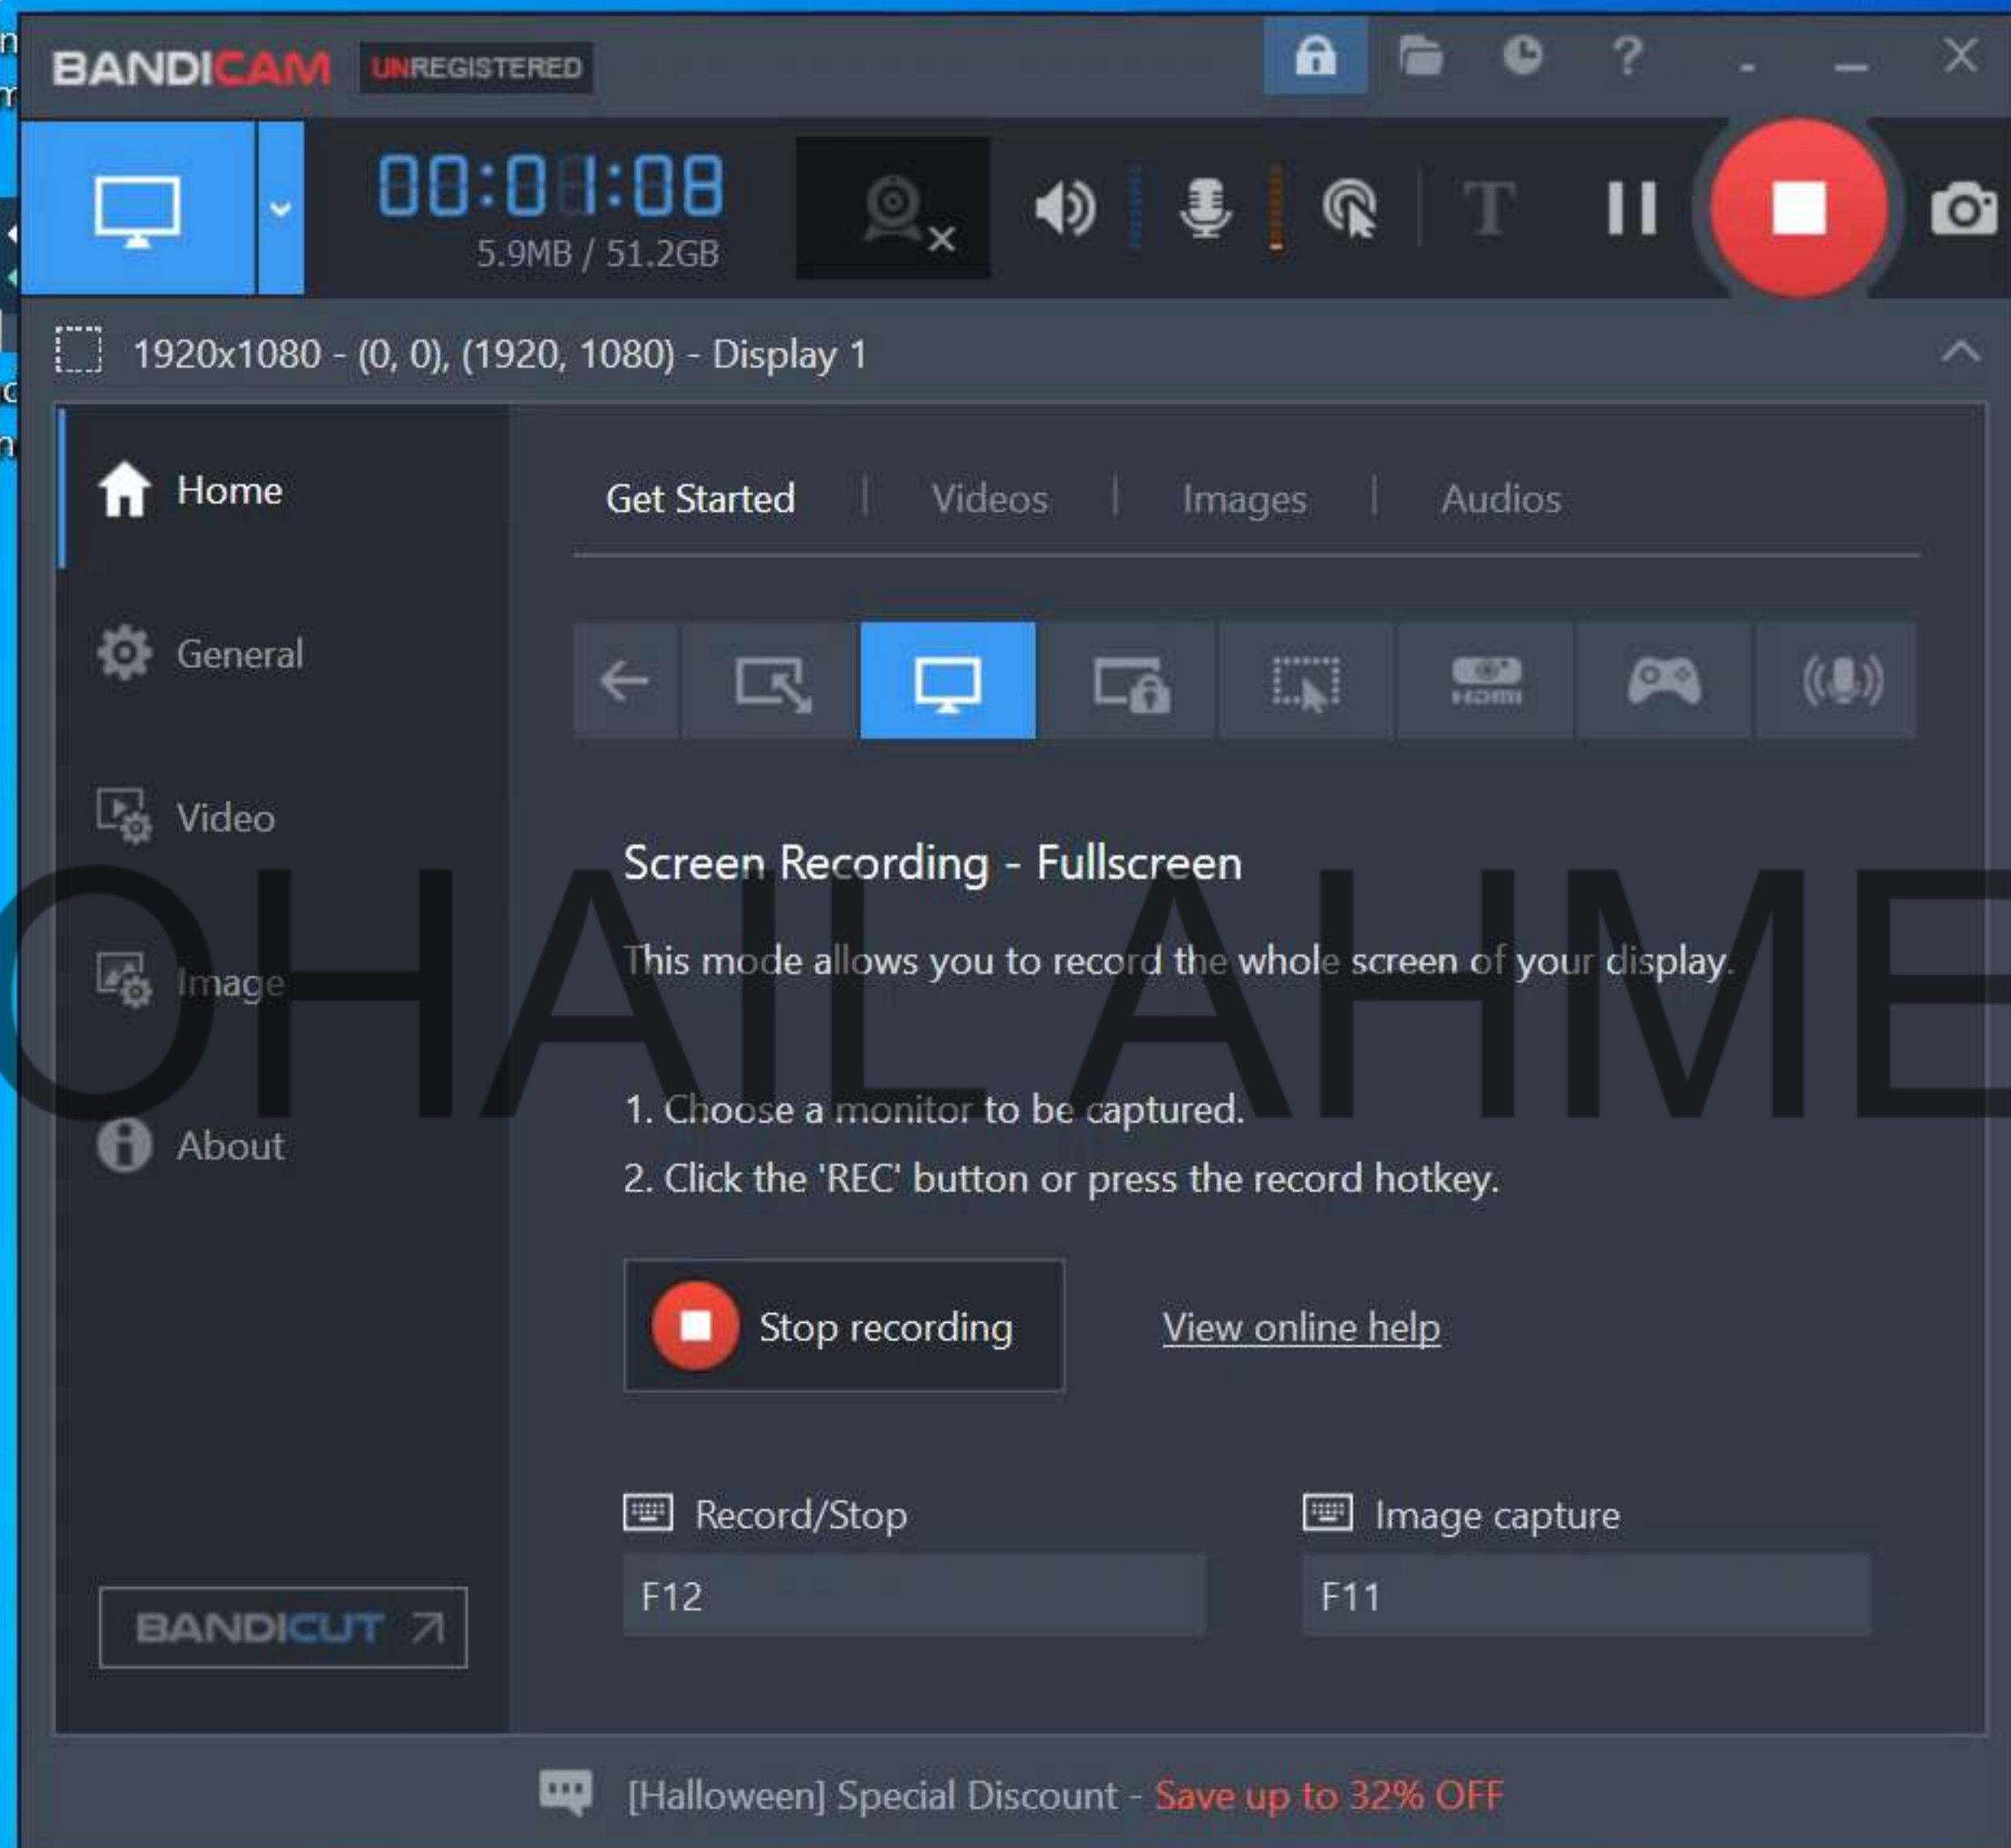 BANDICAM UNREGISTERED
00:01:08
5.9MB / 51.2GB
T
1920x1080 - (0, 0), (1920, 1080) - Display 1
Home
General
Video
Image
About
BANDICUT
Get Started | Videos | Images | Audios
HDMI
Screen Recording - Fullscreen
This mode allows you to record the whole screen of your display.
OHAIL AHME
1. Choose a monitor to be captured.
2. Click the 'REC' button or press the record hotkey.
Stop recording
View online help
Record/Stop
F12
Image capture
F11
[Halloween] Special Discount - Save up to 32% OFF